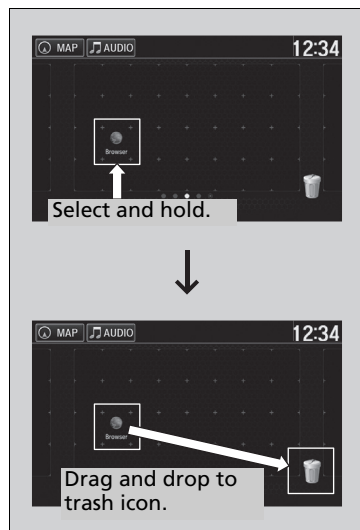 MAP AUDIO 12:34
Browser
Select and hold.
MAP AUDIO 12:34
Browser
Drag and drop to
trash icon.